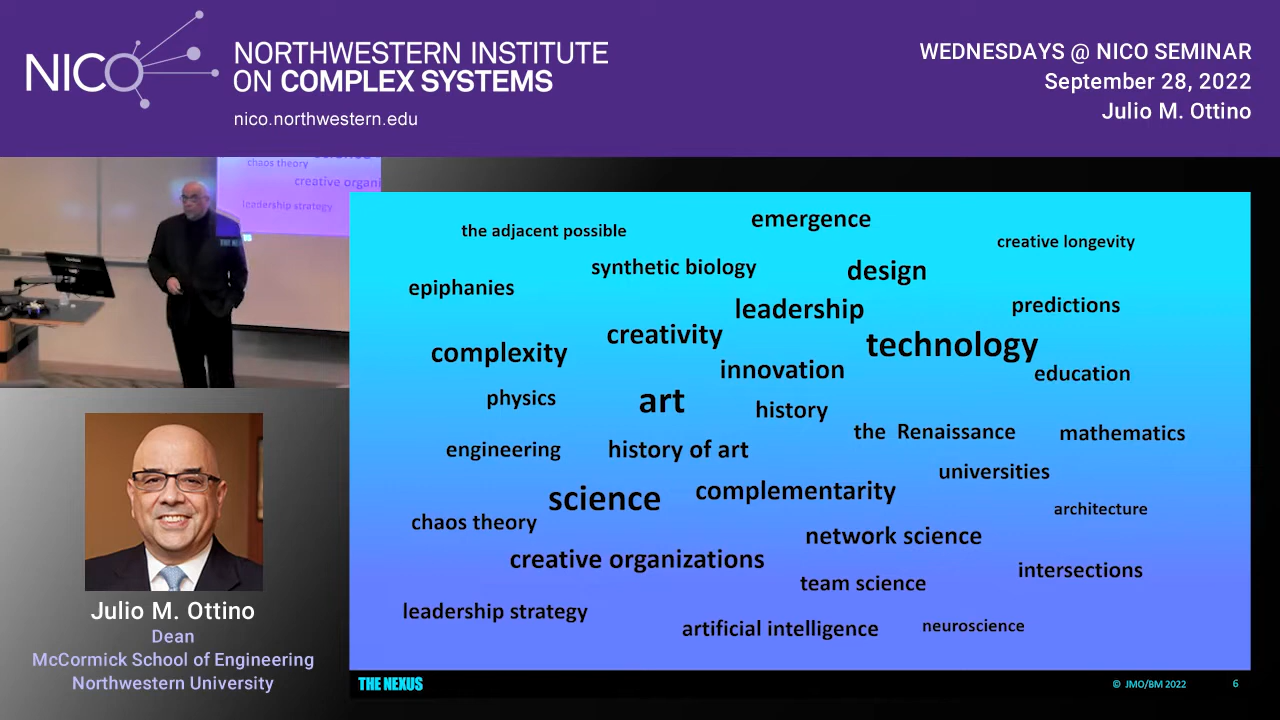 NICO
NORTHWESTERN INSTITUTE
ON COMPLEX SYSTEMS
nico.northwestern.edu
WEDNESDAYS @ NICO SEMINAR
September 28, 2022
Julio M. Ottino
chaos theory
creative organi
leadership strategy
THE NEXUS
Julio M. Ottino
Dean
McCormick School of Engineering
Northwestern University
emergence
the adjacent possible
creative longevity
synthetic biology
design
epiphanies
leadership
predictions
creativity
technology
complexity
innovation
education
physics
art
history
the Renaissance
mathematics
engineering
history of art
universities
science
complementarity
architecture
chaos theory
network science
creative organizations
intersections
team science
leadership strategy
artificial intelligence
neuroscience
THE NEXUS
© JMO/BM 2022
6